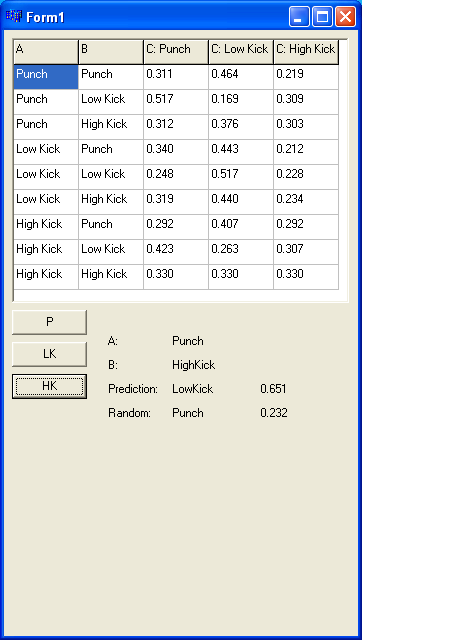 Form1
A B C: Punch C: Low Kick C: High Kick
Punch Punch 0.311 0.464 0.219
Punch Low Kick 0.517 0.169 0.309
Punch High Kick 0.312 0.376 0.303
Low Kick Punch 0.340 0.443 0.212
Low Kick Low Kick 0.248 0.517 0.228
Low Kick High Kick 0.319 0.440 0.234
High Kick Punch 0.292 0.407 0.292
High Kick Low Kick 0.423 0.263 0.307
High Kick High Kick 0.330 0.330 0.330
P
LK
HK
A: Punch
B: HighKick
Prediction: LowKick 0.651
Random: Punch 0.232